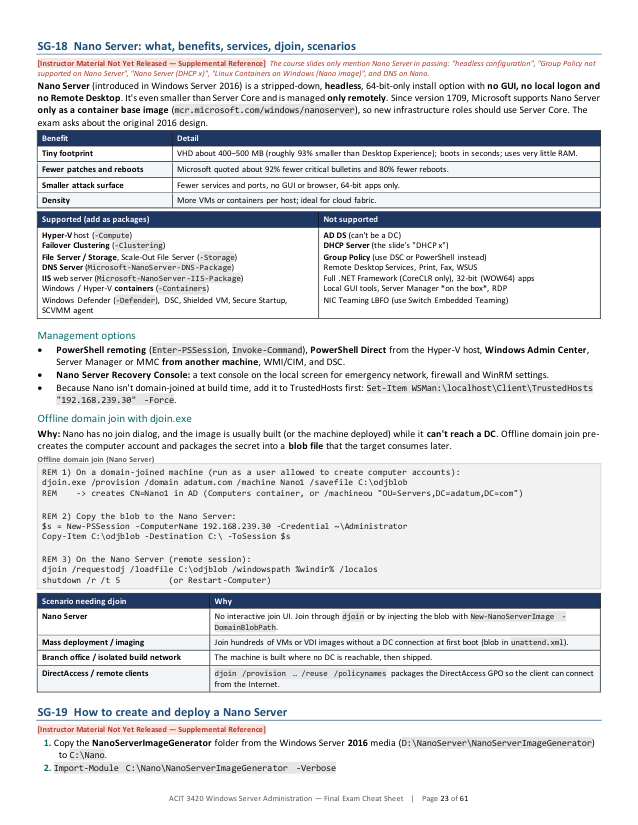 SG-18 Nano Server: what, benefits, services, djoin, scenarios
[Instructor Material Not Yet Released — Supplemental Reference] The course slides only mention Nano Server in passing: "headless configuration", "Group Policy not
supported on Nano Server", "Nano Server (DHCP x)", "Linux Containers on Windows (Nano image)", and DNS on Nano.
Nano Server (introduced in Windows Server 2016) is a stripped-down, headless, 64-bit-only install option with no GUI, no local logon and
no Remote Desktop. It's even smaller than Server Core and is managed only remotely. Since version 1709, Microsoft supports Nano Server
only as a container base image (mcr.microsoft.com/windows/nanoserver), so new infrastructure roles should use Server Core. The
exam asks about the original 2016 design.
Benefit Detail
Tiny footprint VHD about 400–500 MB (roughly 93% smaller than Desktop Experience); boots in seconds; uses very little RAM.
Fewer patches and reboots Microsoft quoted about 92% fewer critical bulletins and 80% fewer reboots.
Smaller attack surface Fewer services and ports, no GUI or browser, 64-bit apps only.
Density More VMs or containers per host; ideal for cloud fabric.
Supported (add as packages) Not supported
Hyper-V host (-Compute) AD DS (can't be a DC)
Failover Clustering (-Clustering) DHCP Server (the slide's "DHCP x")
File Server / Storage, Scale-Out File Server (-Storage) Group Policy (use DSC or PowerShell instead)
DNS Server (Microsoft-NanoServer-DNS-Package) Remote Desktop Services, Print, Fax, WSUS
IIS web server (Microsoft-NanoServer-IIS-Package) Full .NET Framework (CoreCLR only), 32-bit (WOW64) apps
Windows / Hyper-V containers (-Containers) Local GUI tools, Server Manager *on the box*, RDP
Windows Defender (-Defender), DSC, Shielded VM, Secure Startup, NIC Teaming LBFO (use Switch Embedded Teaming)
SCVMM agent
Management options
• PowerShell remoting (Enter-PSSession, Invoke-Command), PowerShell Direct from the Hyper-V host, Windows Admin Center,
Server Manager or MMC from another machine, WMI/CIM, and DSC.
• Nano Server Recovery Console: a text console on the local screen for emergency network, firewall and WinRM settings.
• Because Nano isn't domain-joined at build time, add it to TrustedHosts first: Set-Item WSMan:\localhost\Client\TrustedHosts
"192.168.239.30" -Force.
Offline domain join with djoin.exe
Why: Nano has no join dialog, and the image is usually built (or the machine deployed) while it can't reach a DC. Offline domain join pre-
creates the computer account and packages the secret into a blob file that the target consumes later.
Offline domain join (Nano Server)
REM 1) On a domain-joined machine (run as a user allowed to create computer accounts):
djoin.exe /provision /domain adatum.com /machine Nano1 /savefile C:\odjblob
REM -> creates CN=Nano1 in AD (Computers container, or /machineou "OU=Servers,DC=adatum,DC=com")
REM 2) Copy the blob to the Nano Server:
$s = New-PSSession -ComputerName 192.168.239.30 -Credential ~\Administrator
Copy-Item C:\odjblob -Destination C:\ -ToSession $s
REM 3) On the Nano Server (remote session):
djoin /requestodj /loadfile C:\odjblob /windowspath %windir% /localos
shutdown /r /t 5 (or Restart-Computer)
Scenario needing djoin Why
Nano Server No interactive join UI. Join through djoin or by injecting the blob with New-NanoServerImage -
DomainBlobPath.
Mass deployment / imaging Join hundreds of VMs or VDI images without a DC connection at first boot (blob in unattend.xml).
Branch office / isolated build network The machine is built where no DC is reachable, then shipped.
DirectAccess / remote clients djoin /provision … /reuse /policynames packages the DirectAccess GPO so the client can connect
from the Internet.
SG-19 How to create and deploy a Nano Server
[Instructor Material Not Yet Released — Supplemental Reference]
1. Copy the NanoServerImageGenerator folder from the Windows Server 2016 media (D:\NanoServer\NanoServerImageGenerator)
to C:\Nano.
2. Import-Module C:\Nano\NanoServerImageGenerator -Verbose
ACIT 3420 Windows Server Administration — Final Exam Cheat Sheet | Page 23 of 61